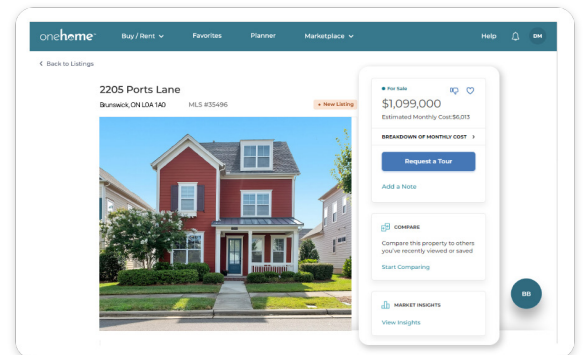 onehome
Buy / Rent
Favorites
Planner
Marketplace
Help
DM
Back to Listings
2205 Ports Lane
Brunswick, ON L0A 1A0
MLS #35496
New Listing
For Sale
$1,099,000
Estimated Monthly Cost:$6,013
BREAKDOWN OF MONTHLY COST
Request a Tour
Add a Note
COMPARE
Compare this property to others
you've recently viewed or saved
Start Comparing
MARKET INSIGHTS
View Insights
BB